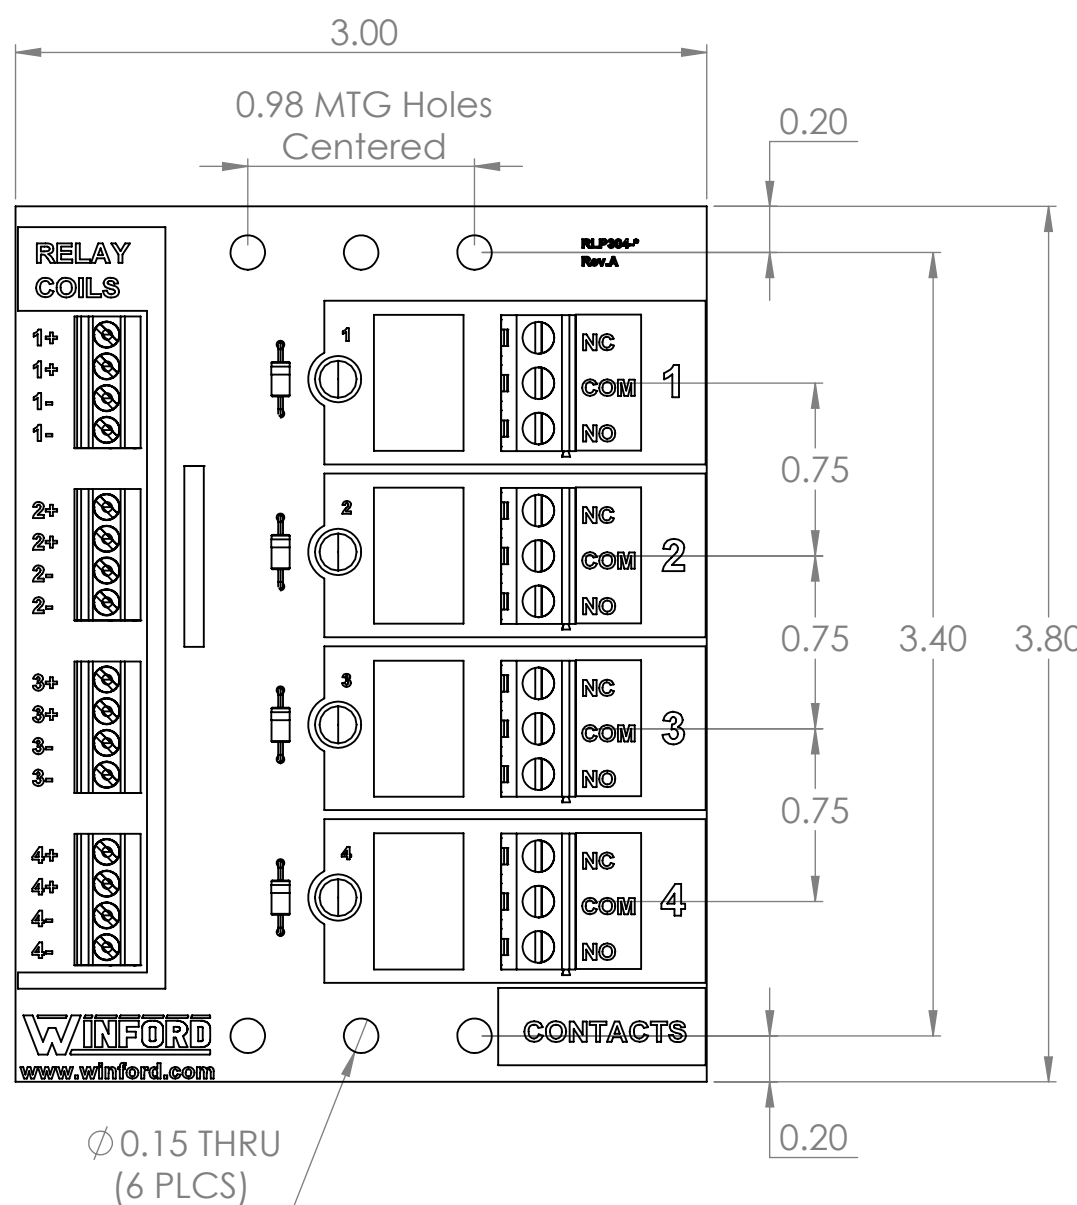 3.00
0.98 MTG Holes
Centered
0.20
RELAY
COILS
RLP304-*
Rev.A
1+
1+
1-
1-
1
NC
COM
NO
1
0.75
2+
2+
2-
2-
2
NC
COM
NO
2
0.75
3.40
3.80
3+
3+
3-
3-
3
NC
COM
NO
3
0.75
4+
4+
4-
4-
4
NC
COM
NO
4
WINFORD
www.winford.com
CONTACTS
∅0.15 THRU
(6 PLCS)
0.20